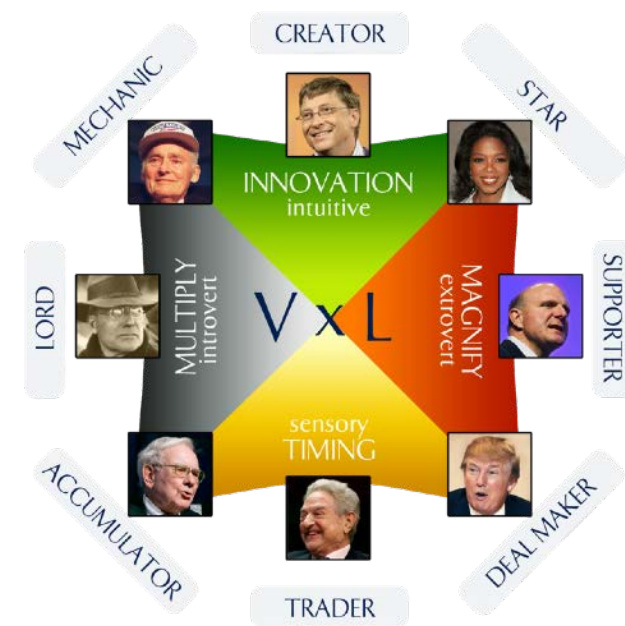 CREATOR
MECHANIC
STAR
INNOVATION
intuitive
LORD
MULTIPLY
introvert
V x L
MAGNIFY
extrovert
SUPPORTER
sensory
TIMING
ACCUMULATOR
DEAL MAKER
TRADER